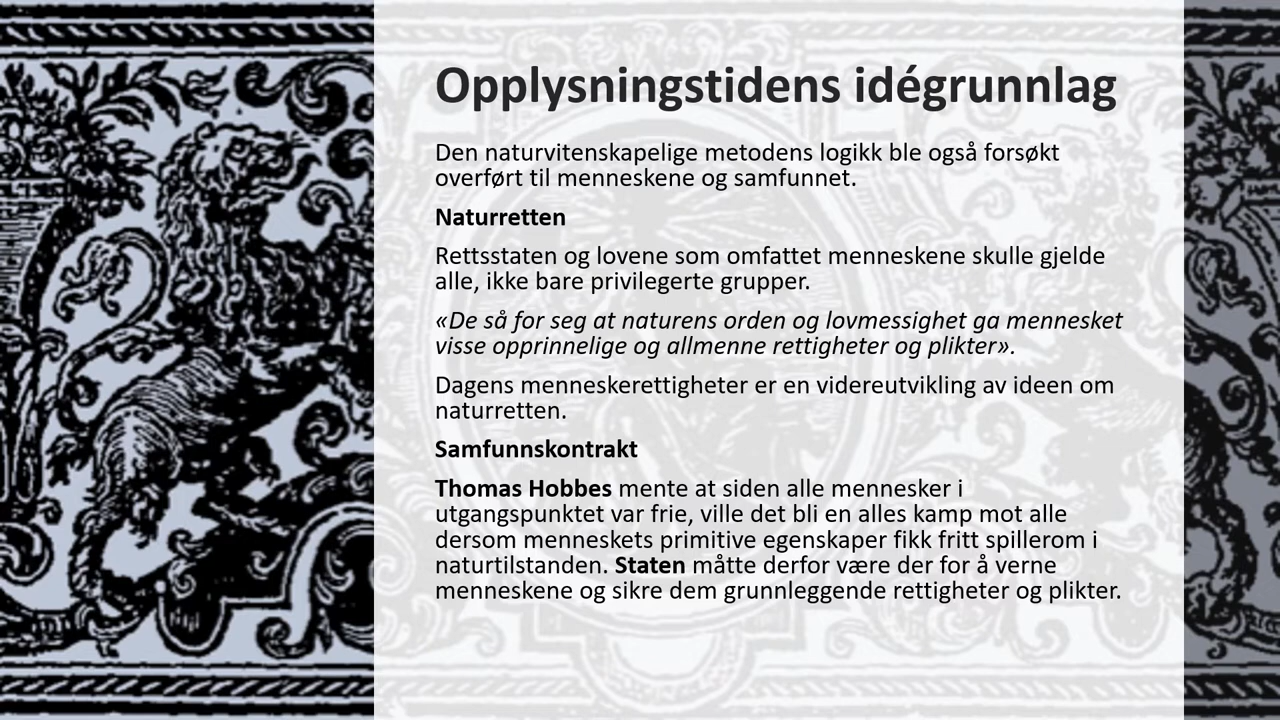 Opplysningstidens idégrunnlag
Den naturvitenskapelige metodens logikk ble også forsøkt
overført til menneskene og samfunnet.
Naturretten
Rettsstaten og lovene som omfattet menneskene skulle gjelde
alle, ikke bare privilegerte grupper.
«De så for seg at naturens orden og lovmessighet ga mennesket
visse opprinnelige og allmenne rettigheter og plikter».
Dagens menneskerettigheter er en videreutvikling av ideen om
naturretten.
Samfunnskontrakt
Thomas Hobbes mente at siden alle mennesker i
utgangspunktet var frie, ville det bli en alles kamp mot alle
dersom menneskets primitive egenskaper fikk fritt spillerom i
naturtilstanden. Staten måtte derfor være der for å verne
menneskene og sikre dem grunnleggende rettigheter og plikter.